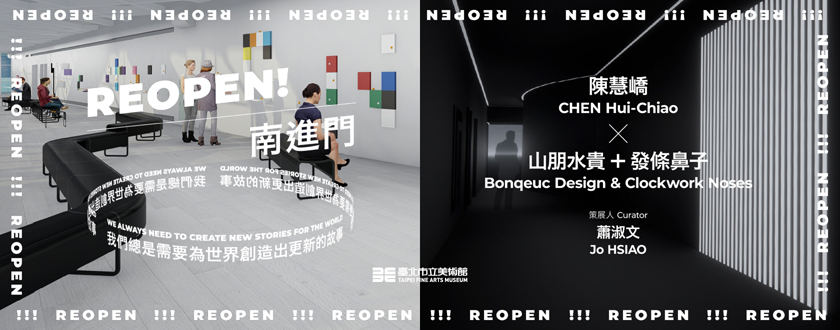 REOPEN !!! REOPEN !!! REOPEN !!! REOPEN !!! REOPEN !!! REOPEN !!! REOPEN !!!
!!! REOPEN !!! REOPEN
REOPEN!
南進門
WE ALWAYS NEED TO CREATE NEW STORIES FOR THE WORLD
我們總是需要為世界創造出更新的故事
WE ALWAYS NEED TO CREATE NEW STORIES FOR THE WORLD
我們總是需要為世界創造出更新的故事
臺北市立美術館
TAIPEI FINE ARTS MUSEUM
陳慧嶠
CHEN Hui-Chiao
山朋水貴＋發條鼻子
Bonqeuc Design & Clockwork Noses
策展人 Curator
蕭淑文
Jo HSIAO
REOPEN !!! REOPEN !!!
!!! REOPEN !!! REOPEN !!! REOPEN !!! REOPEN !!! REOPEN !!! REOPEN !!!